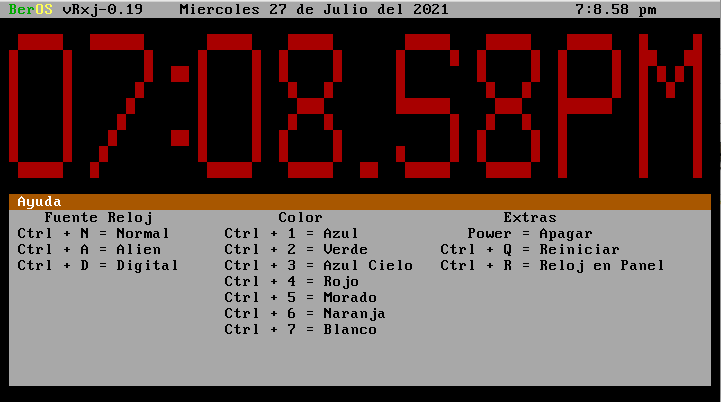 BerOS vRxj-0.19 Miercoles 27 de Julio del 2021 7:8.58 pm
07:08.58PM
Ayuda
Fuente Reloj Color Extras
Ctrl + N = Normal Ctrl + 1 = Azul Power = Apagar
Ctrl + A = Alien Ctrl + 2 = Verde Ctrl + Q = Reiniciar
Ctrl + D = Digital Ctrl + 3 = Azul Cielo Ctrl + R = Reloj en Panel
Ctrl + 4 = Rojo
Ctrl + 5 = Morado
Ctrl + 6 = Naranja
Ctrl + 7 = Blanco